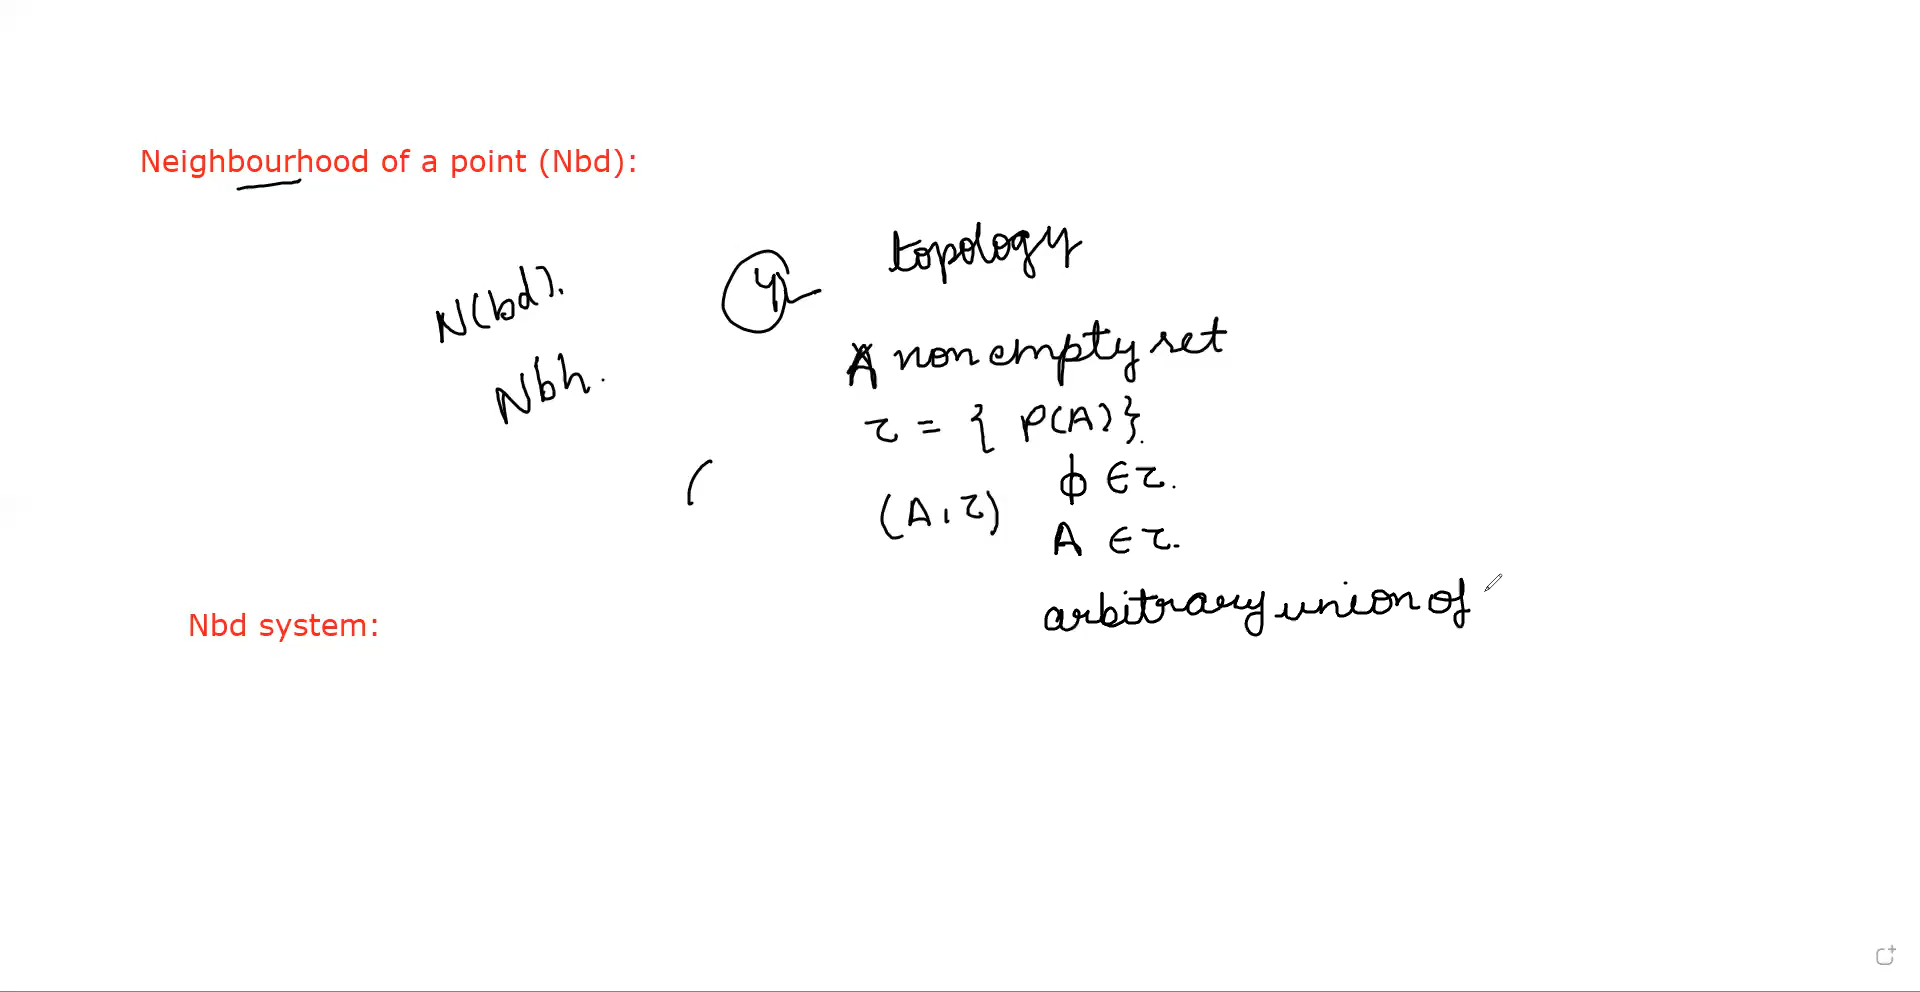 Neighbourhood of a point (Nbd):
topology
N(bd).
A non empty set
Nbh.
τ = { P(A)}.
ϕ ∈ τ.
(A, τ)
A ∈ τ.
arbitrary union of
Nbd system: